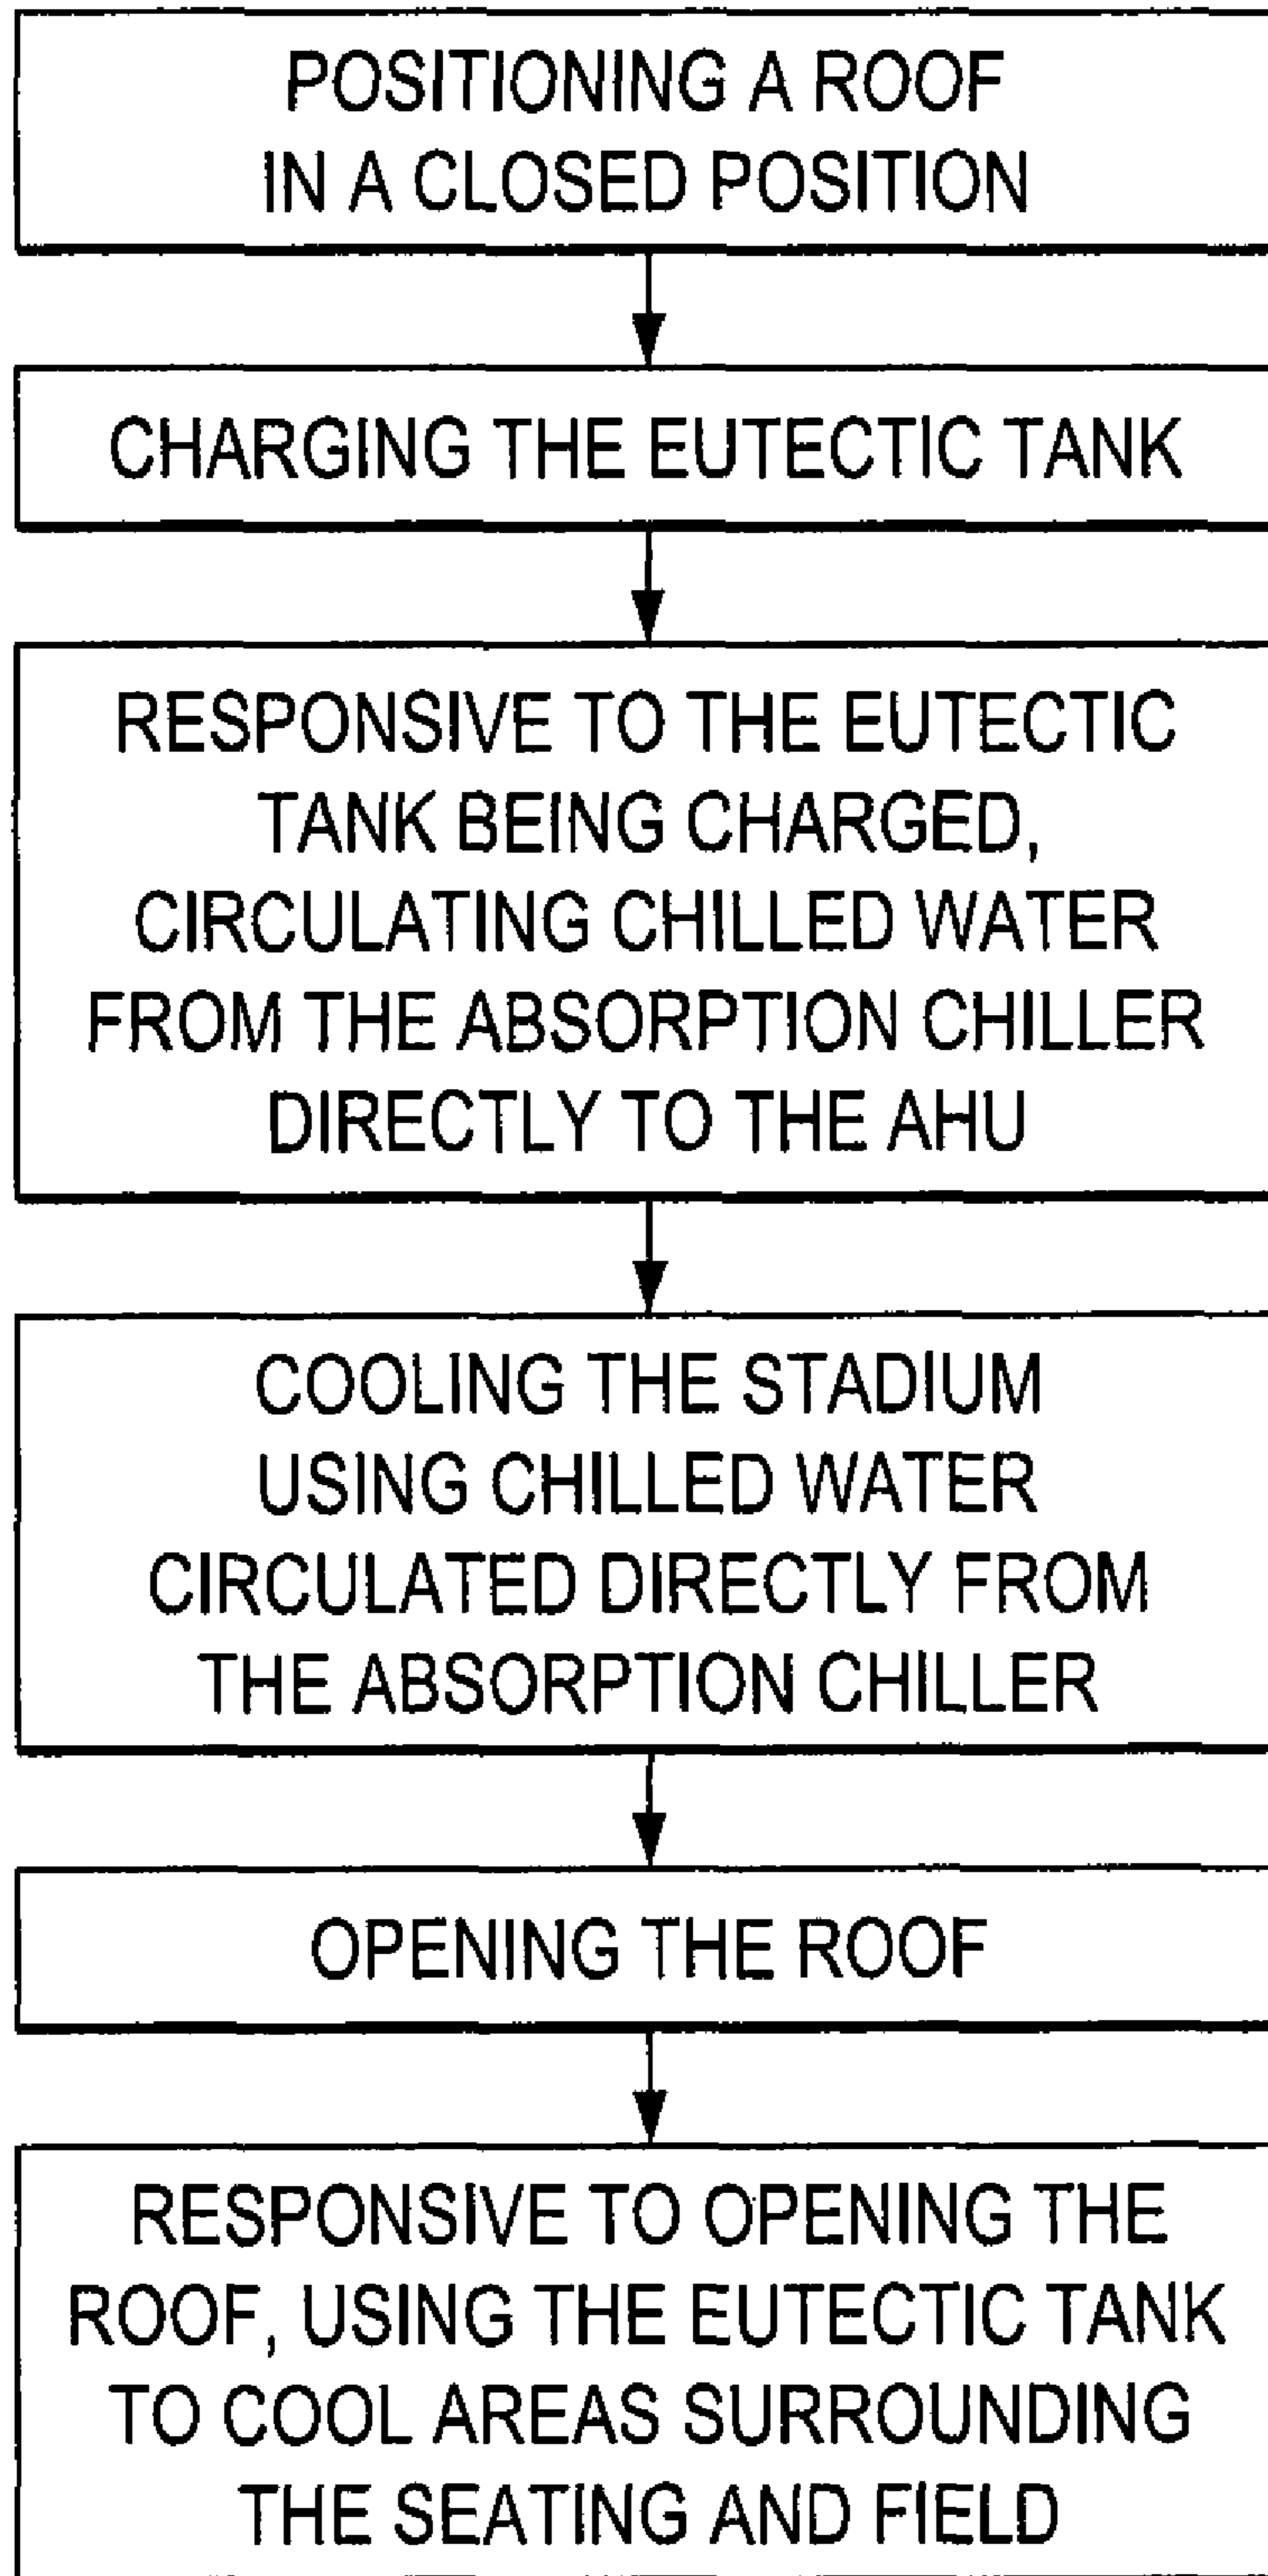 POSITIONING A ROOF
IN A CLOSED POSITION
CHARGING THE EUTECTIC TANK
RESPONSIVE TO THE EUTECTIC
TANK BEING CHARGED,
CIRCULATING CHILLED WATER
FROM THE ABSORPTION CHILLER
DIRECTLY TO THE AHU
COOLING THE STADIUM
USING CHILLED WATER
CIRCULATED DIRECTLY FROM
THE ABSORPTION CHILLER
OPENING THE ROOF
RESPONSIVE TO OPENING THE
ROOF, USING THE EUTECTIC TANK
TO COOL AREAS SURROUNDING
THE SEATING AND FIELD